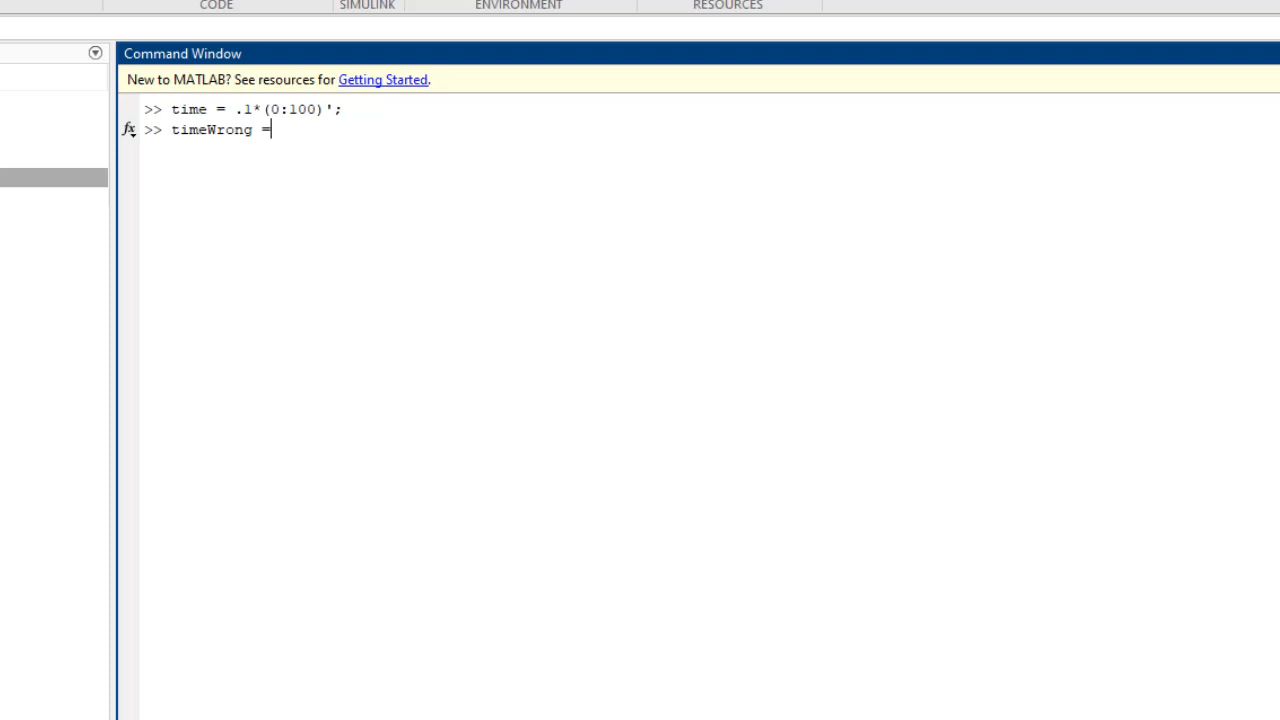 CODE SIMULINK ENVIRONMENT RESOURCES
Command Window
New to MATLAB? See resources for Getting Started.
>> time = .1*(0:100)';
fx >> timeWrong =